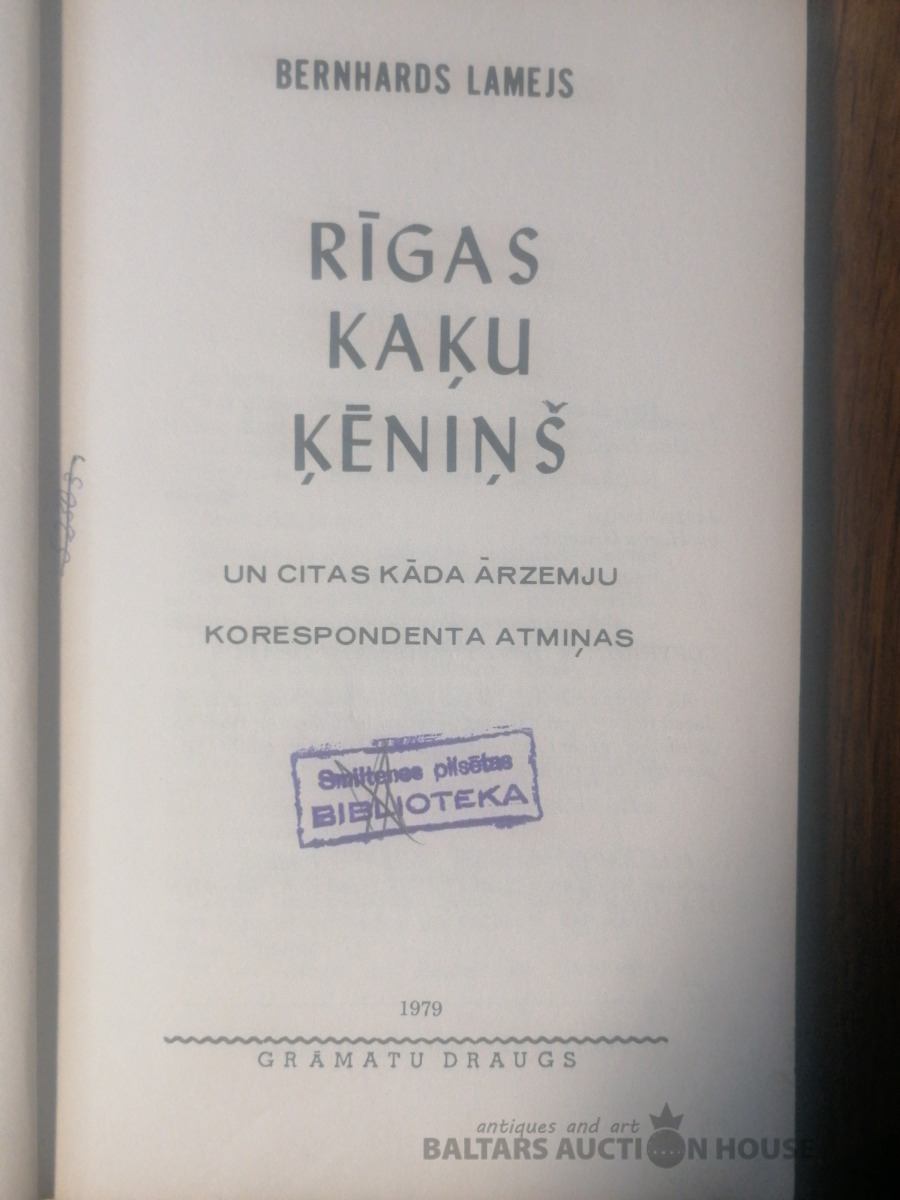 BERNHARDS LAMEJS
RĪGAS
KAĶU
ĶĒNIŅŠ
UN CITAS KĀDA ĀRZEMJU
KORESPONDENTA ATMIŅAS
Smiltenes pilsētas
BIBLIOTEKA
1979
GRĀMATU DRAUGS
antiques and art
BALTARS AUCTION HOUSE